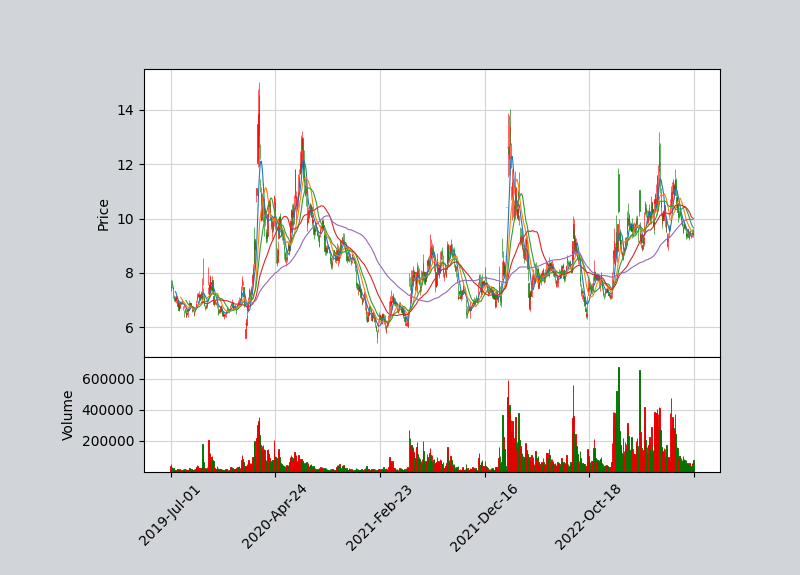 14
12
10
8
6
Price
600000
400000
200000
Volume
2019-Jul-01
2020-Apr-24
2021-Feb-23
2021-Dec-16
2022-Oct-18